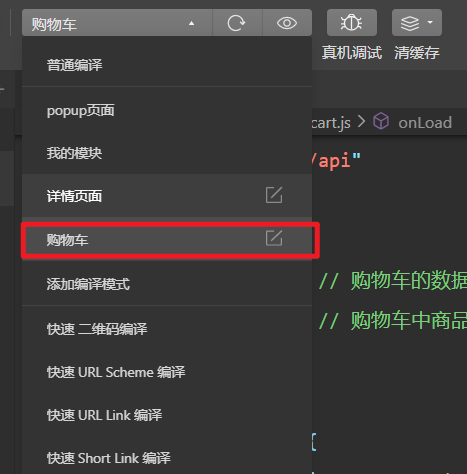 购物车
真机调试 清缓存
普通编译
popup页面
cart.js > onLoad
我的模块
/api"
详情页面
购物车
添加编译模式
// 购物车的数据
快速 二维码编译
// 购物车中商品
快速 URL Scheme 编译
快速 URL Link 编译
{
快速 Short Link 编译